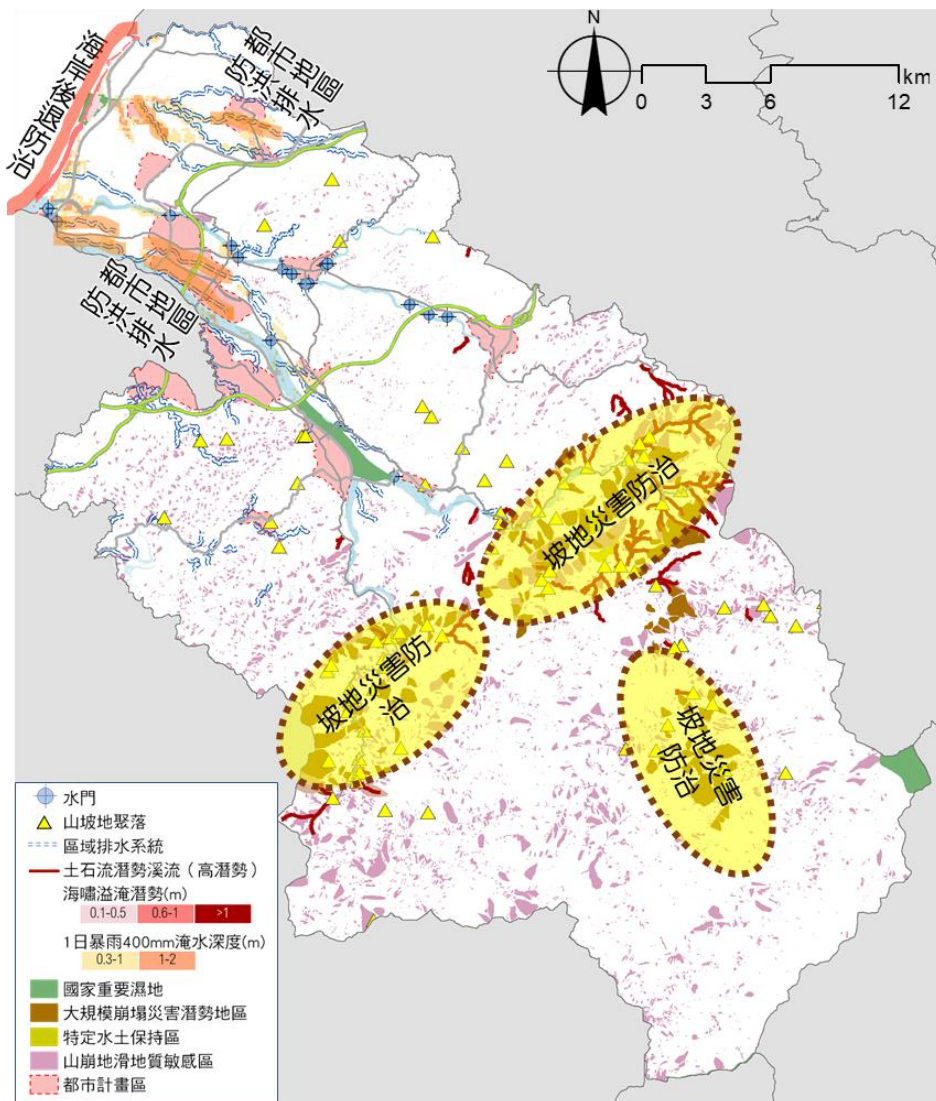 N
km
0 3 6 12
都市地區
防洪排水
都市地區
防洪排水
坡地災害防治
坡地災害防
治
坡地災害
防治
水門
山坡地聚落
區域排水系統
土石流潛勢溪流（高潛勢）
海嘯溢淹潛勢(m)
0.1-0.5 0.6-1 >1
1日暴雨400mm淹水深度(m)
0.3-1 1-2
國家重要濕地
大規模崩塌災害潛勢地區
特定水土保持區
山崩地滑地質敏感區
都市計畫區